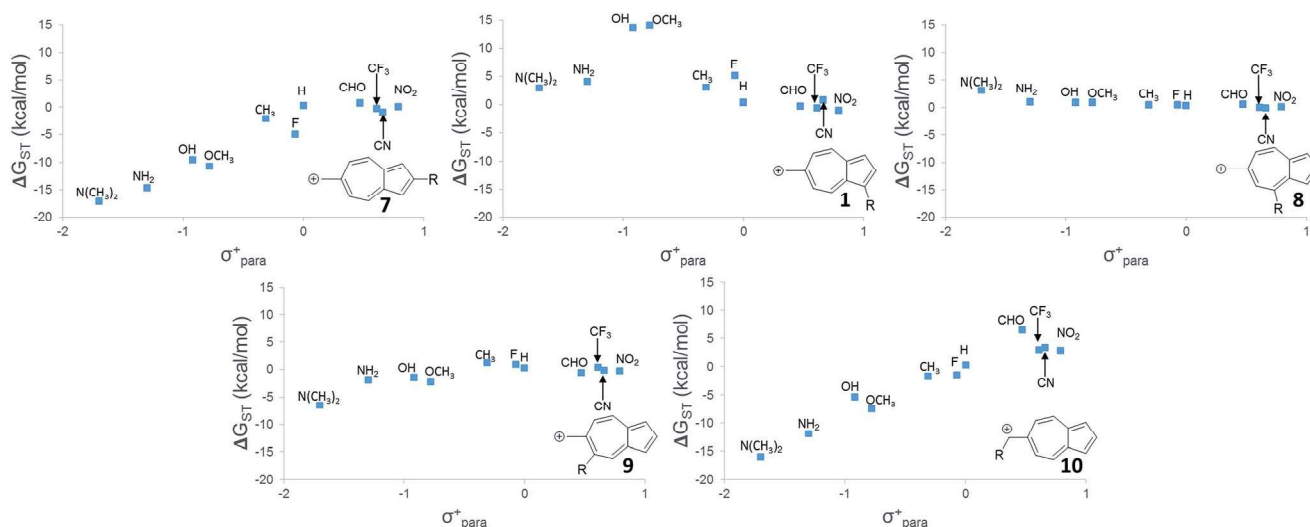 ΔG_ST (kcal/mol)
15
10
5
0
-5
-10
-15
-20
N(CH₃)₂
NH₂
OH
OCH₃
CH₃
F
H
CHO
CF₃
CN
NO₂
⊕
R
7
-2
-1
0
1
σ⁺para
ΔG_ST (kcal/mol)
15
10
5
0
-5
-10
-15
-20
N(CH₃)₂
NH₂
OH
OCH₃
CH₃
F
H
CHO
CF₃
CN
NO₂
⊕
R
1
-2
-1
0
1
σ⁺para
ΔG_ST (kcal/mol)
15
10
5
0
-5
-10
-15
-20
N(CH₃)₂
NH₂
OH
OCH₃
CH₃
F H
CHO
CF₃
CN
NO₂
R
8
-2
-1
0
1
σ⁺para
ΔG_ST (kcal/mol)
15
10
5
0
-5
-10
-15
-20
N(CH₃)₂
NH₂
OH
OCH₃
CH₃
F
H
CHO
CF₃
CN
NO₂
⊕
R
9
-2
-1
0
1
σ⁺para
ΔG_ST (kcal/mol)
15
10
5
0
-5
-10
-15
-20
N(CH₃)₂
NH₂
OH
OCH₃
CH₃
F
H
CHO
CF₃
CN
NO₂
⊕
R
10
-2
-1
0
1
σ⁺para